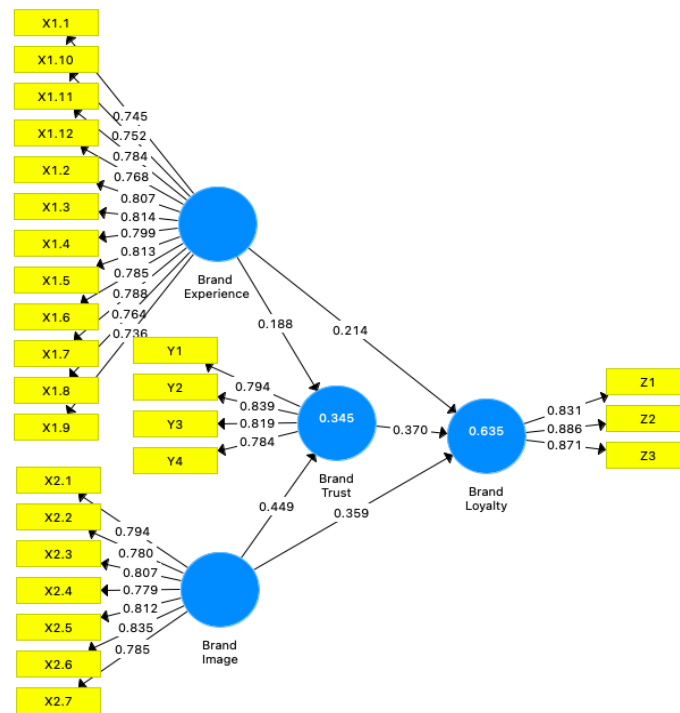 X1.1
X1.10
X1.11
X1.12
X1.2
X1.3
X1.4
X1.5
X1.6
X1.7
X1.8
X1.9
0.745
0.752
0.784
0.768
0.807
0.814
0.799
0.813
0.785
0.788
0.764
0.736
Brand
Experience
0.188
0.214
Y1
Y2
Y3
Y4
0.794
0.839
0.819
0.784
0.345
Brand
Trust
0.370
0.635
Brand
Loyalty
0.831
0.886
0.871
Z1
Z2
Z3
0.449
0.359
X2.1
X2.2
X2.3
X2.4
X2.5
X2.6
X2.7
0.794
0.780
0.807
0.779
0.812
0.835
0.785
Brand
Image